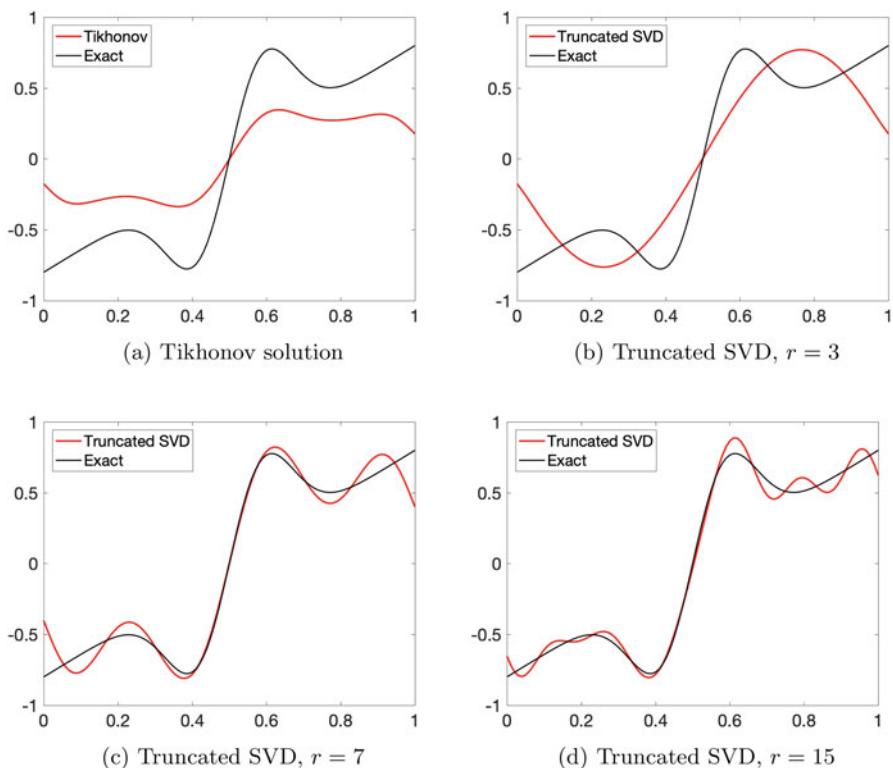 1
0.5
0
-0.5
-1
0 0.2 0.4 0.6 0.8 1
Tikhonov
Exact
(a) Tikhonov solution
1
0.5
0
-0.5
-1
0 0.2 0.4 0.6 0.8 1
Truncated SVD
Exact
(b) Truncated SVD, r = 3
1
0.5
0
-0.5
-1
0 0.2 0.4 0.6 0.8 1
Truncated SVD
Exact
(c) Truncated SVD, r = 7
1
0.5
0
-0.5
-1
0 0.2 0.4 0.6 0.8 1
Truncated SVD
Exact
(d) Truncated SVD, r = 15